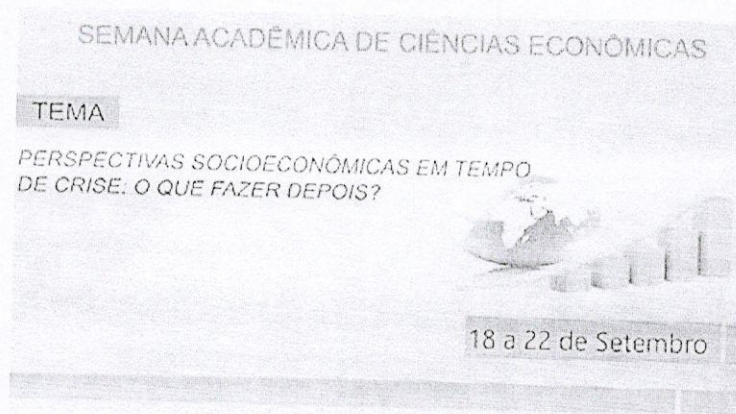 SEMANA ACADÊMICA DE CIÊNCIAS ECONÔMICAS
TEMA
PERSPECTIVAS SOCIOECONÔMICAS EM TEMPO
DE CRISE: O QUE FAZER DEPOIS?
18 a 22 de Setembro